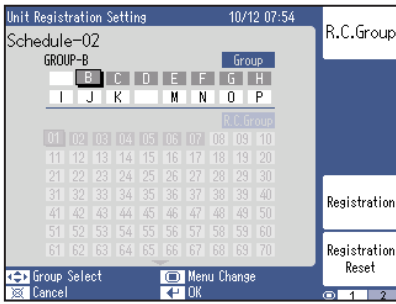 Unit Registration Setting 10/12 07:54
Schedule-02
GROUP-B Group
B C D E F G H
I J K M N O P
R.C.Group
01 02 03 04 05 06 07 08 09 10
11 12 13 14 15 16 17 18 19 20
21 22 23 24 25 26 27 28 29 30
31 32 33 34 35 36 37 38 39 40
41 42 43 44 45 46 47 48 49 50
51 52 53 54 55 56 57 58 59 60
61 62 63 64 65 66 67 68 69 70
Group Select Menu Change
Cancel OK
R.C.Group
Registration
Registration
Reset
1 2